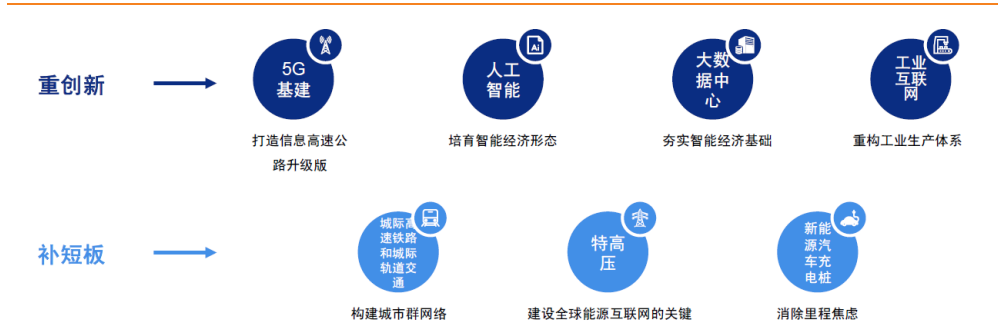 重创新
5G
基建
人工
智能
Ai
大数
据中
心
工业
互联
网
打造信息高速公
路升级版
培育智能经济形态
夯实智能经济基础
重构工业生产体系
补短板
城际高
速铁路
和城际
轨道交
通
特高
压
新能
源汽
车充
电桩
构建城市群网络
建设全球能源互联网的关键
消除里程焦虑